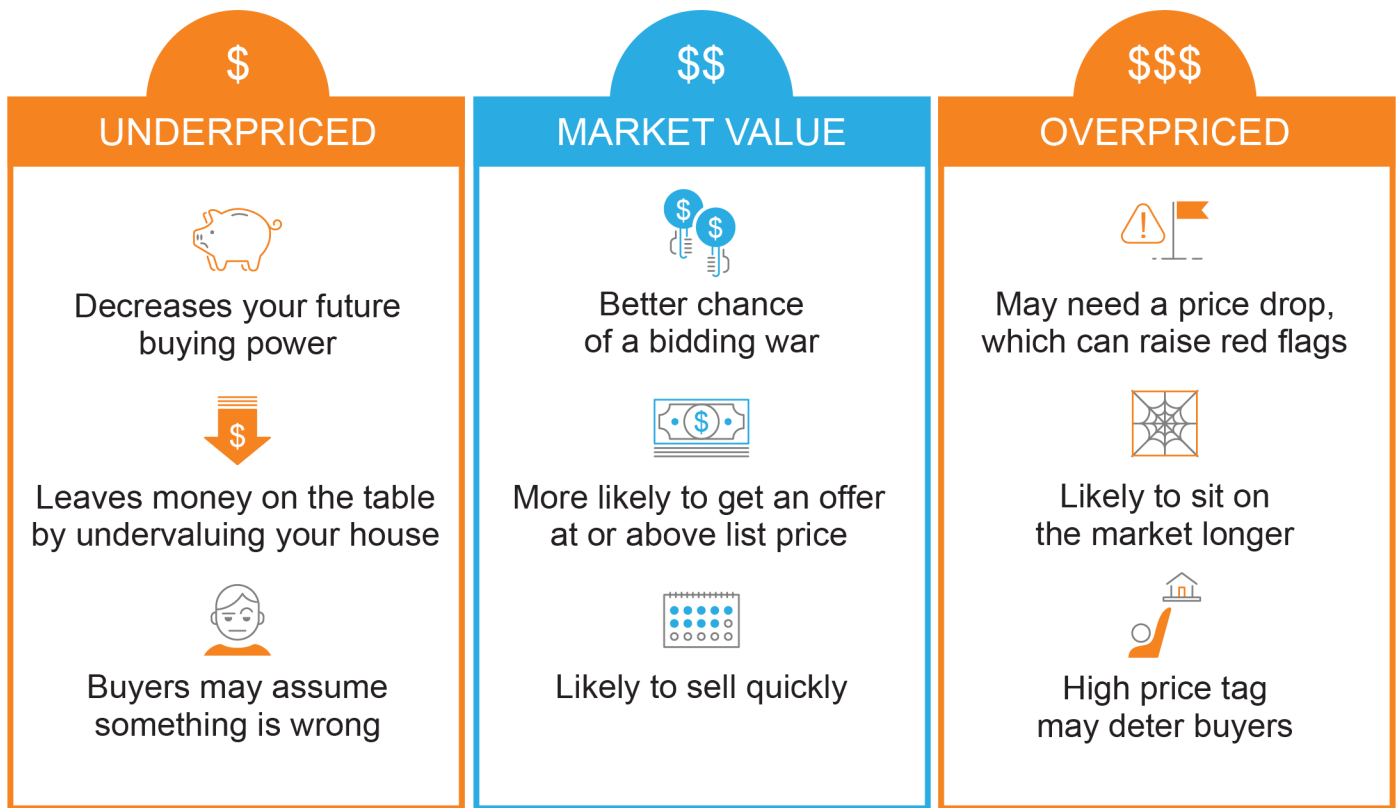 $
UNDERPRICED
Decreases your future
buying power
$
Leaves money on the table
by undervaluing your house
Buyers may assume
something is wrong
$$
MARKET VALUE
$
$
Better chance
of a bidding war
$
More likely to get an offer
at or above list price
Likely to sell quickly
$$$
OVERPRICED
!
May need a price drop,
which can raise red flags
Likely to sit on
the market longer
High price tag
may deter buyers